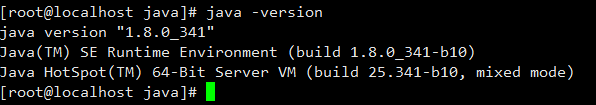 [root@localhost java]# java -version
java version "1.8.0_341"
Java(TM) SE Runtime Environment (build 1.8.0_341-b10)
Java HotSpot(TM) 64-Bit Server VM (build 25.341-b10, mixed mode)
[root@localhost java]#